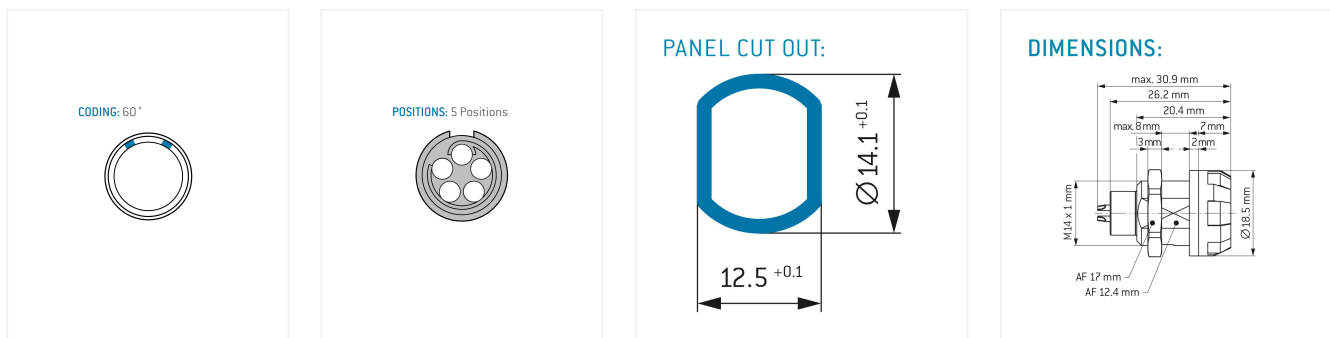 CODING: 60°
POSITIONS: 5 Positions
PANEL CUT OUT:
Ø14.1 +0.1
12.5 +0.1
DIMENSIONS:
max. 30.9 mm
26.2 mm
20.4 mm
max. 8 mm
7 mm
3 mm
2 mm
M14 x 1 mm
Ø18.5 mm
AF 17 mm
AF 12.4 mm